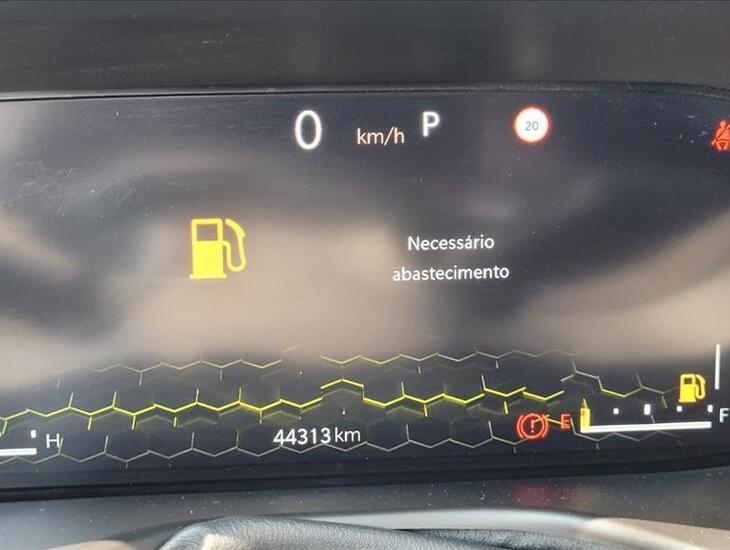 0 km/h P 20
Necessário
abastecimento
H 44313 km E F